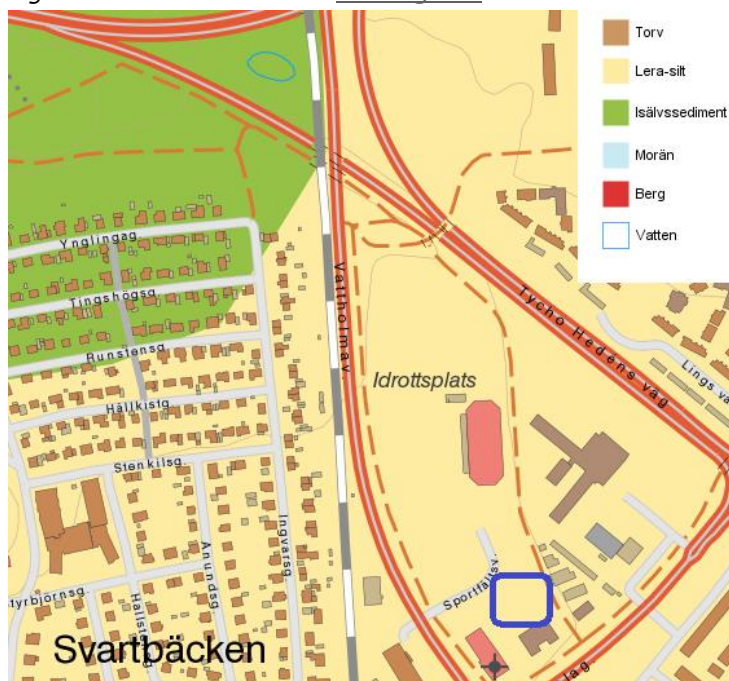 Torv
Lera-silt
Isälvssediment
Morän
Berg
Vatten
Ynglingag
Tingshögsg
Runstensg
Hällkistg
Stenkilsg.
Vattholmav.
Tycho Hedéns väg
Idrottsplats
Ingvarsg
Anundsg
Sportfältsv.
Svartbäcken